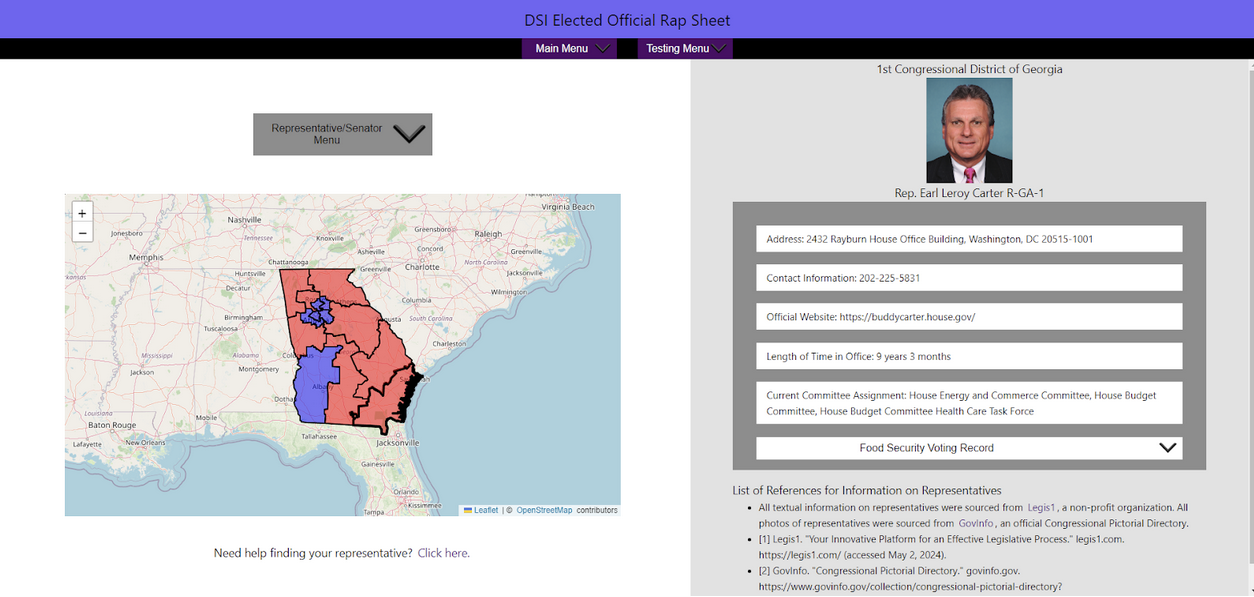 DSI Elected Official Rap Sheet
Main Menu
Testing Menu
Representative/Senator
Menu
+
−
Nashville
Tennessee
Jonesboro
Memphis
Knoxville
Greensboro
Raleigh
Virginia Beach
Asheville
Concord
Greenville
Charlotte
North Carolina
Chattanooga
Greenville
Jacksonville
Huntsville
Decatur
Wilmington
Columbia
South Carolina
Birmingham
Tuscaloosa
Charleston
Mississippi
Alabama
Montgomery
Jackson
Albany
Louisiana
Mobile
Baton Rouge
Tallahassee
Lafayette
New Orleans
Jacksonville
Gainesville
Orlando
Kissimmee
Tampa
Leaflet | © OpenStreetMap contributors
Need help finding your representative? Click here.
1st Congressional District of Georgia
Rep. Earl Leroy Carter R-GA-1
Address: 2432 Rayburn House Office Building, Washington, DC 20515-1001
Contact Information: 202-225-5831
Official Website: https://buddycarter.house.gov/
Length of Time in Office: 9 years 3 months
Current Committee Assignment: House Energy and Commerce Committee, House Budget
Committee, House Budget Committee Health Care Task Force
Food Security Voting Record
List of References for Information on Representatives
• All textual information on representatives were sourced from Legis1, a non-profit organization. All
photos of representatives were sourced from GovInfo, an official Congressional Pictorial Directory.
• [1] Legis1. "Your Innovative Platform for an Effective Legislative Process." legis1.com.
https://legis1.com/ (accessed May 2, 2024).
• [2] GovInfo. "Congressional Pictorial Directory." govinfo.gov.
https://www.govinfo.gov/collection/congressional-pictorial-directory?